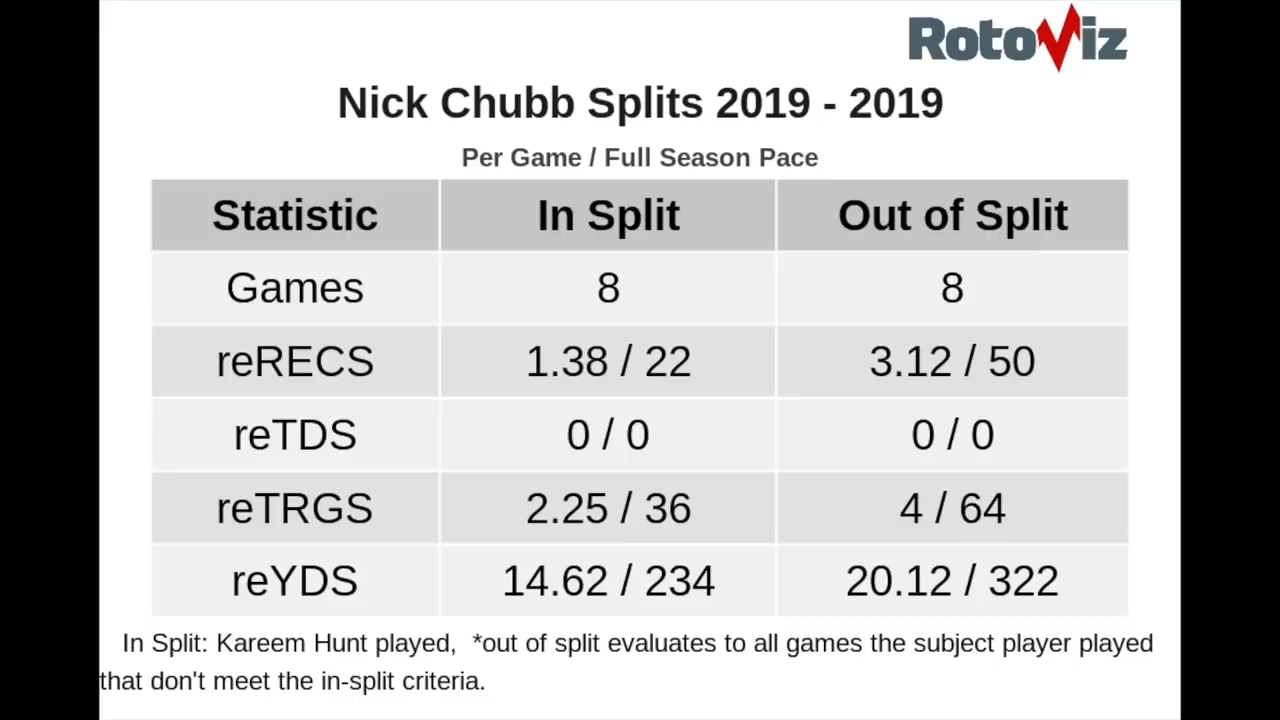 RotoViz
Nick Chubb Splits 2019 - 2019
Per Game / Full Season Pace
Statistic In Split Out of Split
Games 8 8
reRECS 1.38 / 22 3.12 / 50
reTDS 0 / 0 0 / 0
reTRGS 2.25 / 36 4 / 64
reYDS 14.62 / 234 20.12 / 322
In Split: Kareem Hunt played, *out of split evaluates to all games the subject player played
that don't meet the in-split criteria.